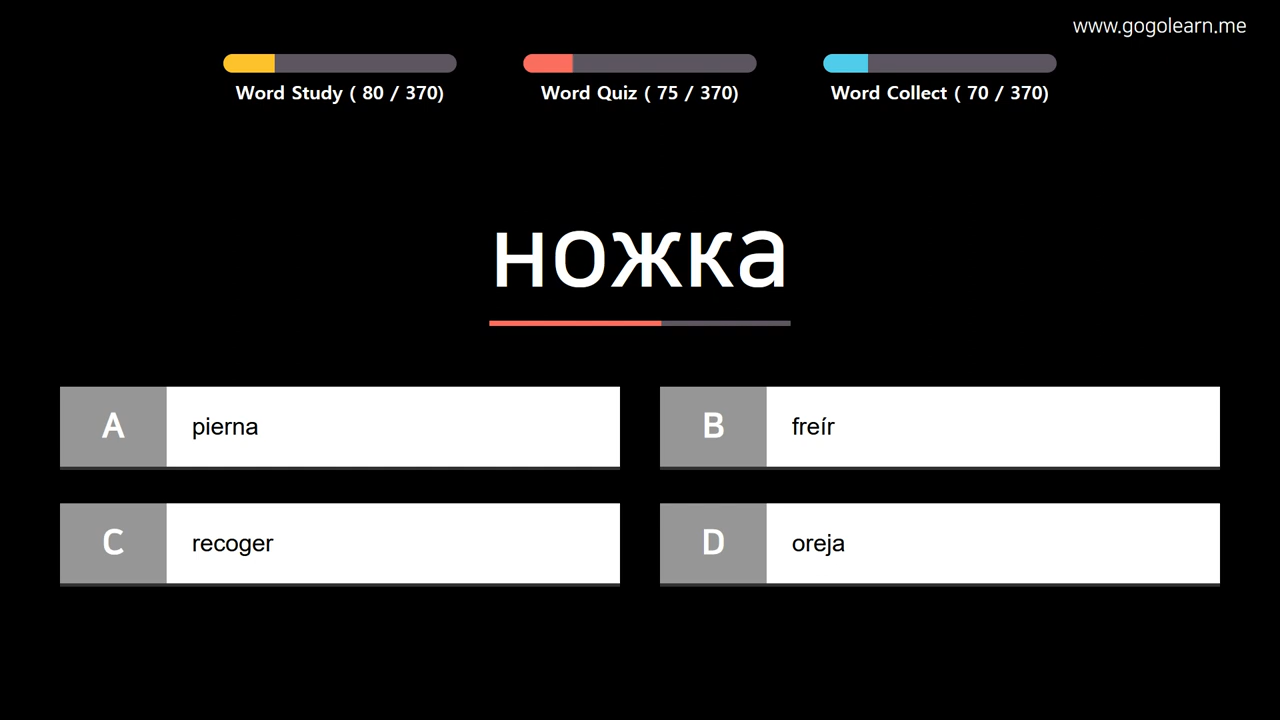 www.gogolearn.me
Word Study ( 80 / 370)
Word Quiz ( 75 / 370)
Word Collect ( 70 / 370)
ножка
A pierna
B freír
C recoger
D oreja